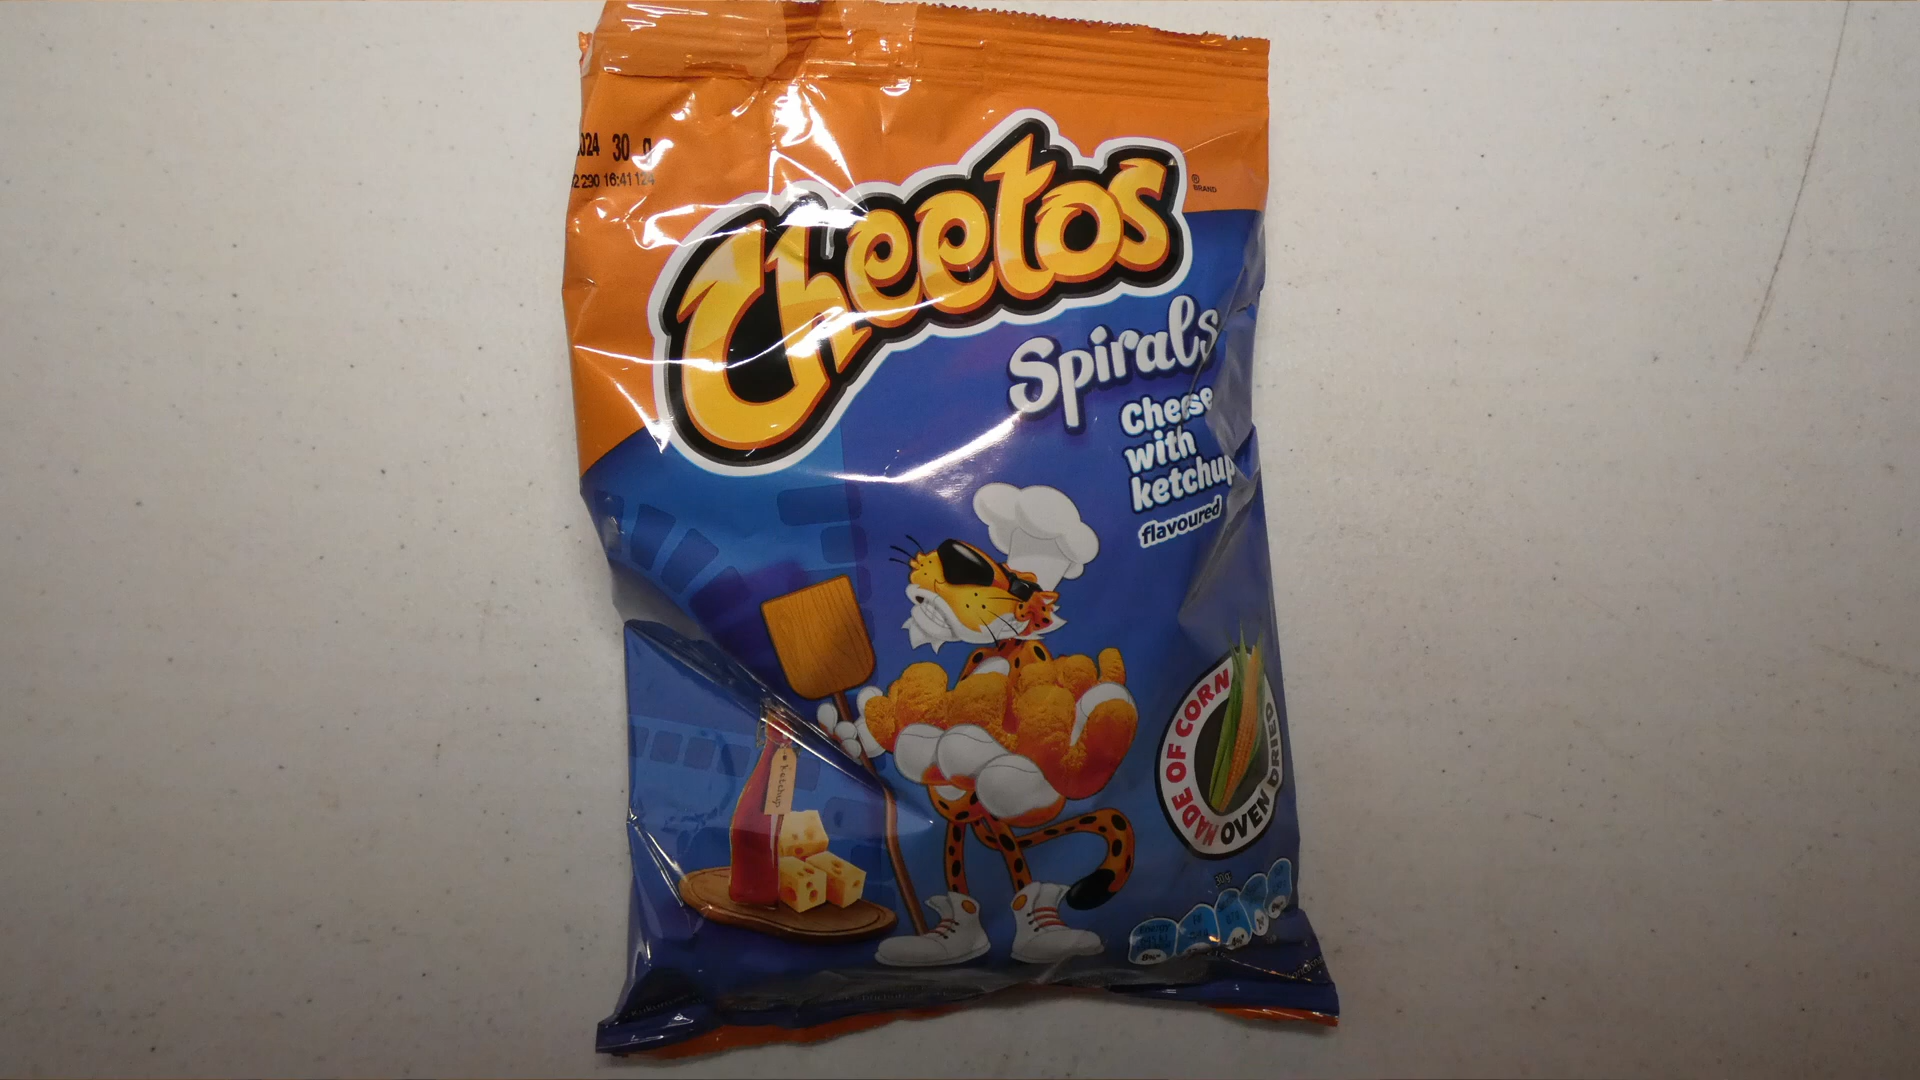 024 30 g
2 290 16:41 124
Cheetos
®
BRAND
Spirals
Cheese
with
ketchup
flavoured
ketchup
MADE OF CORN
OVEN DRIED
30 g